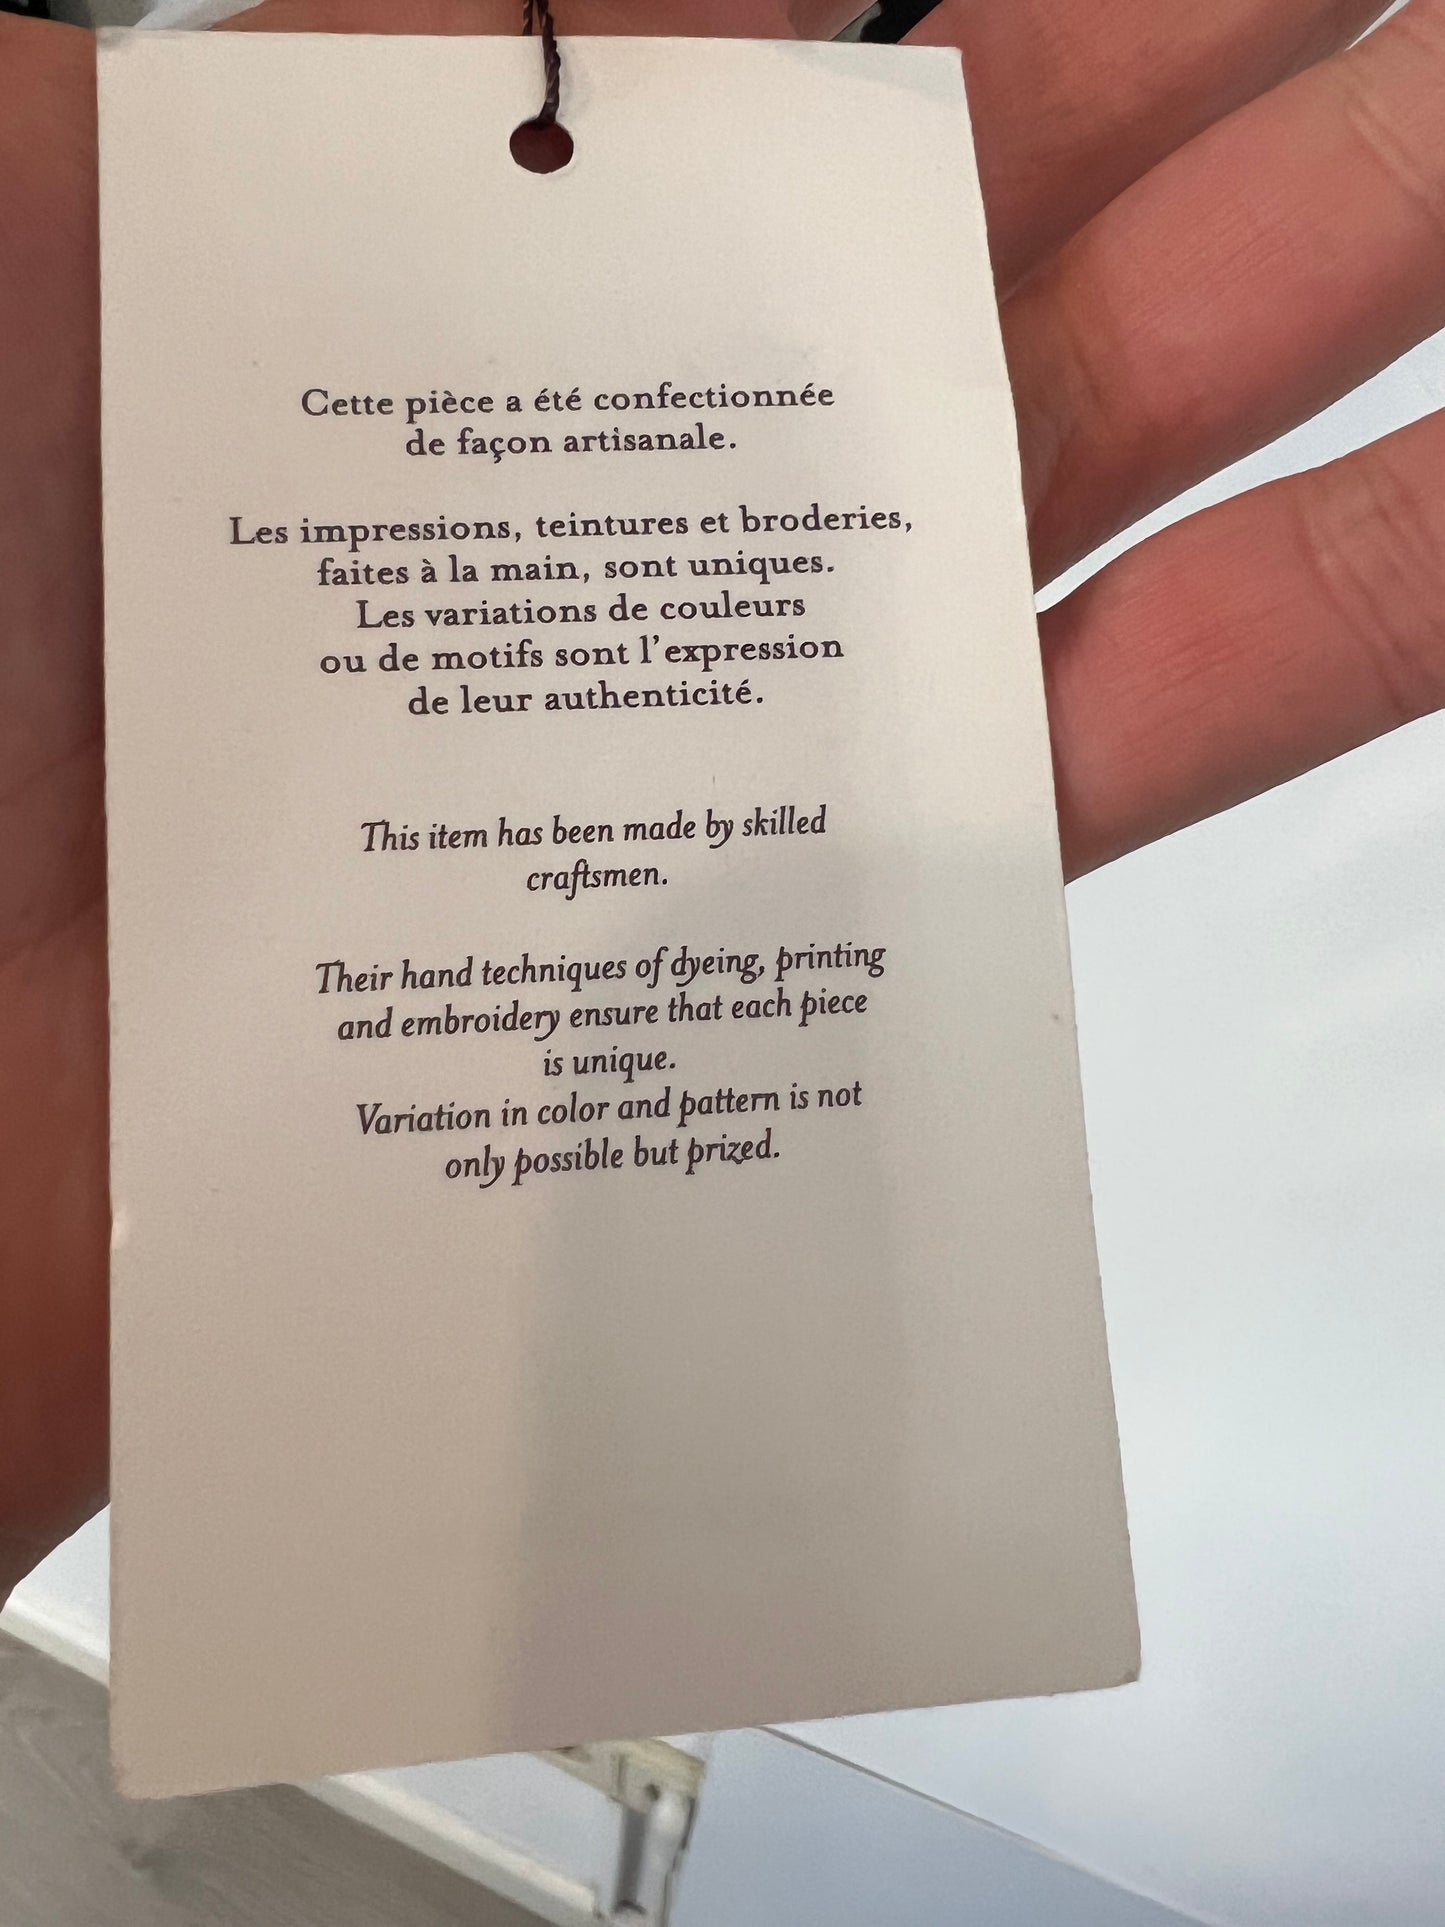 Cette pièce a été confectionnée
de façon artisanale.
Les impressions, teintures et broderies,
faites à la main, sont uniques.
Les variations de couleurs
ou de motifs sont l’expression
de leur authenticité.
This item has been made by skilled
craftsmen.
Their hand techniques of dyeing, printing
and embroidery ensure that each piece
is unique.
Variation in color and pattern is not
only possible but prized.